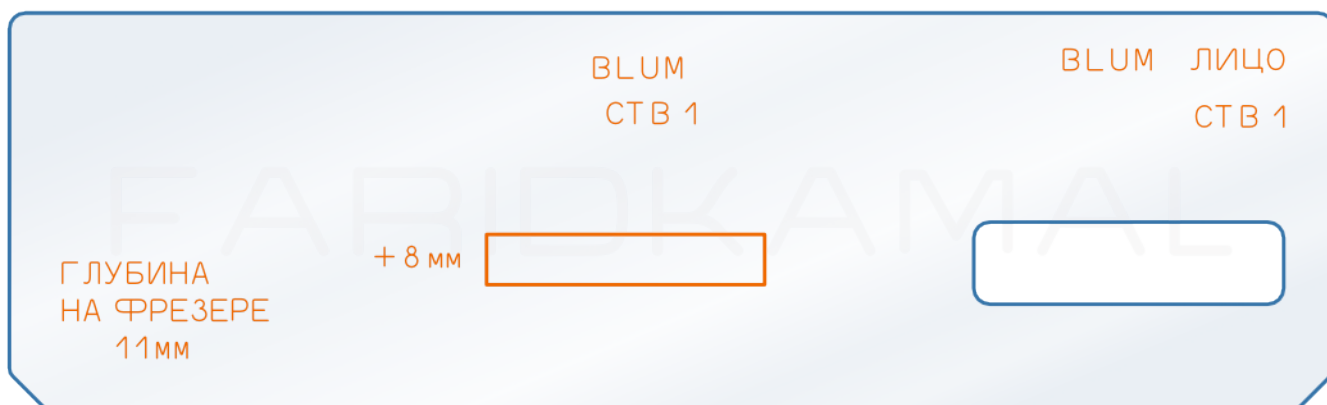 BLUM
СТВ 1
BLUM ЛИЦО
СТВ 1
FARIDKAMAL
+ 8 мм
ГЛУБИНА
НА ФРЕЗЕРЕ
11мм